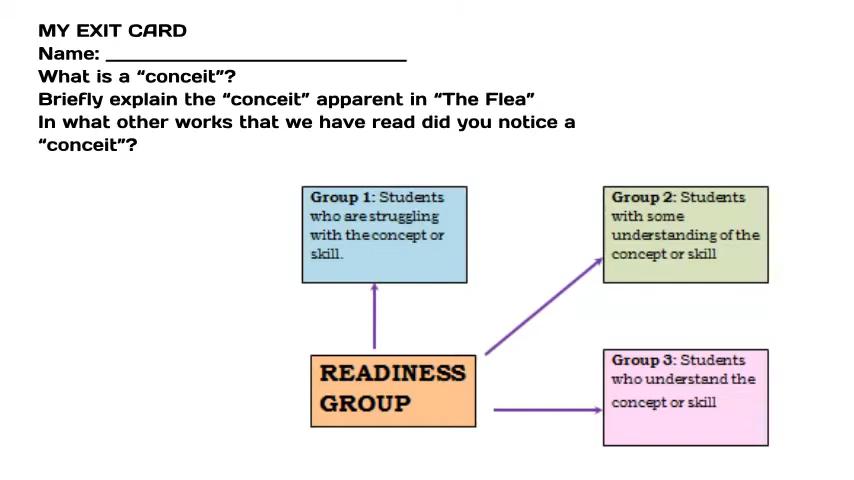 MY EXIT CARD
Name: ______________________________
What is a “conceit”?
Briefly explain the “conceit” apparent in “The Flea”
In what other works that we have read did you notice a
“conceit”?
Group 1: Students
who are struggling
with the concept or
skill.
Group 2: Students
with some
understanding of the
concept or skill
READINESS
GROUP
Group 3: Students
who understand the
concept or skill